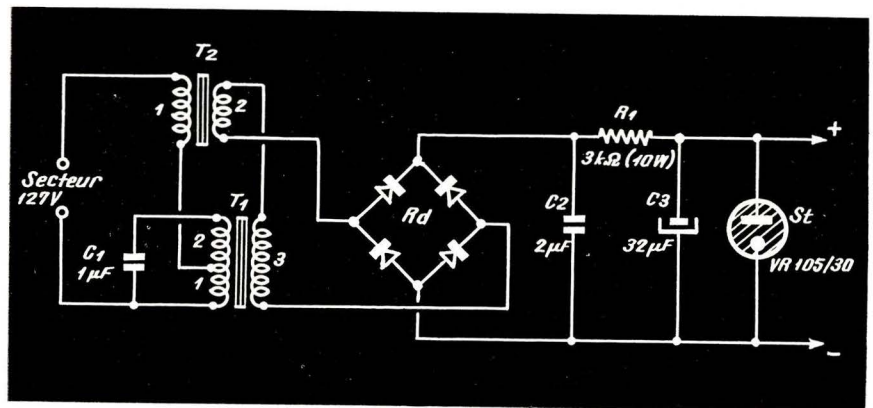 T2
1
2
Secteur
127V
C1
1µF
T1
2
1
3
Rd
C2
2µF
R1
3kΩ (10W)
C3
32µF
St
VR 105/30
+
-